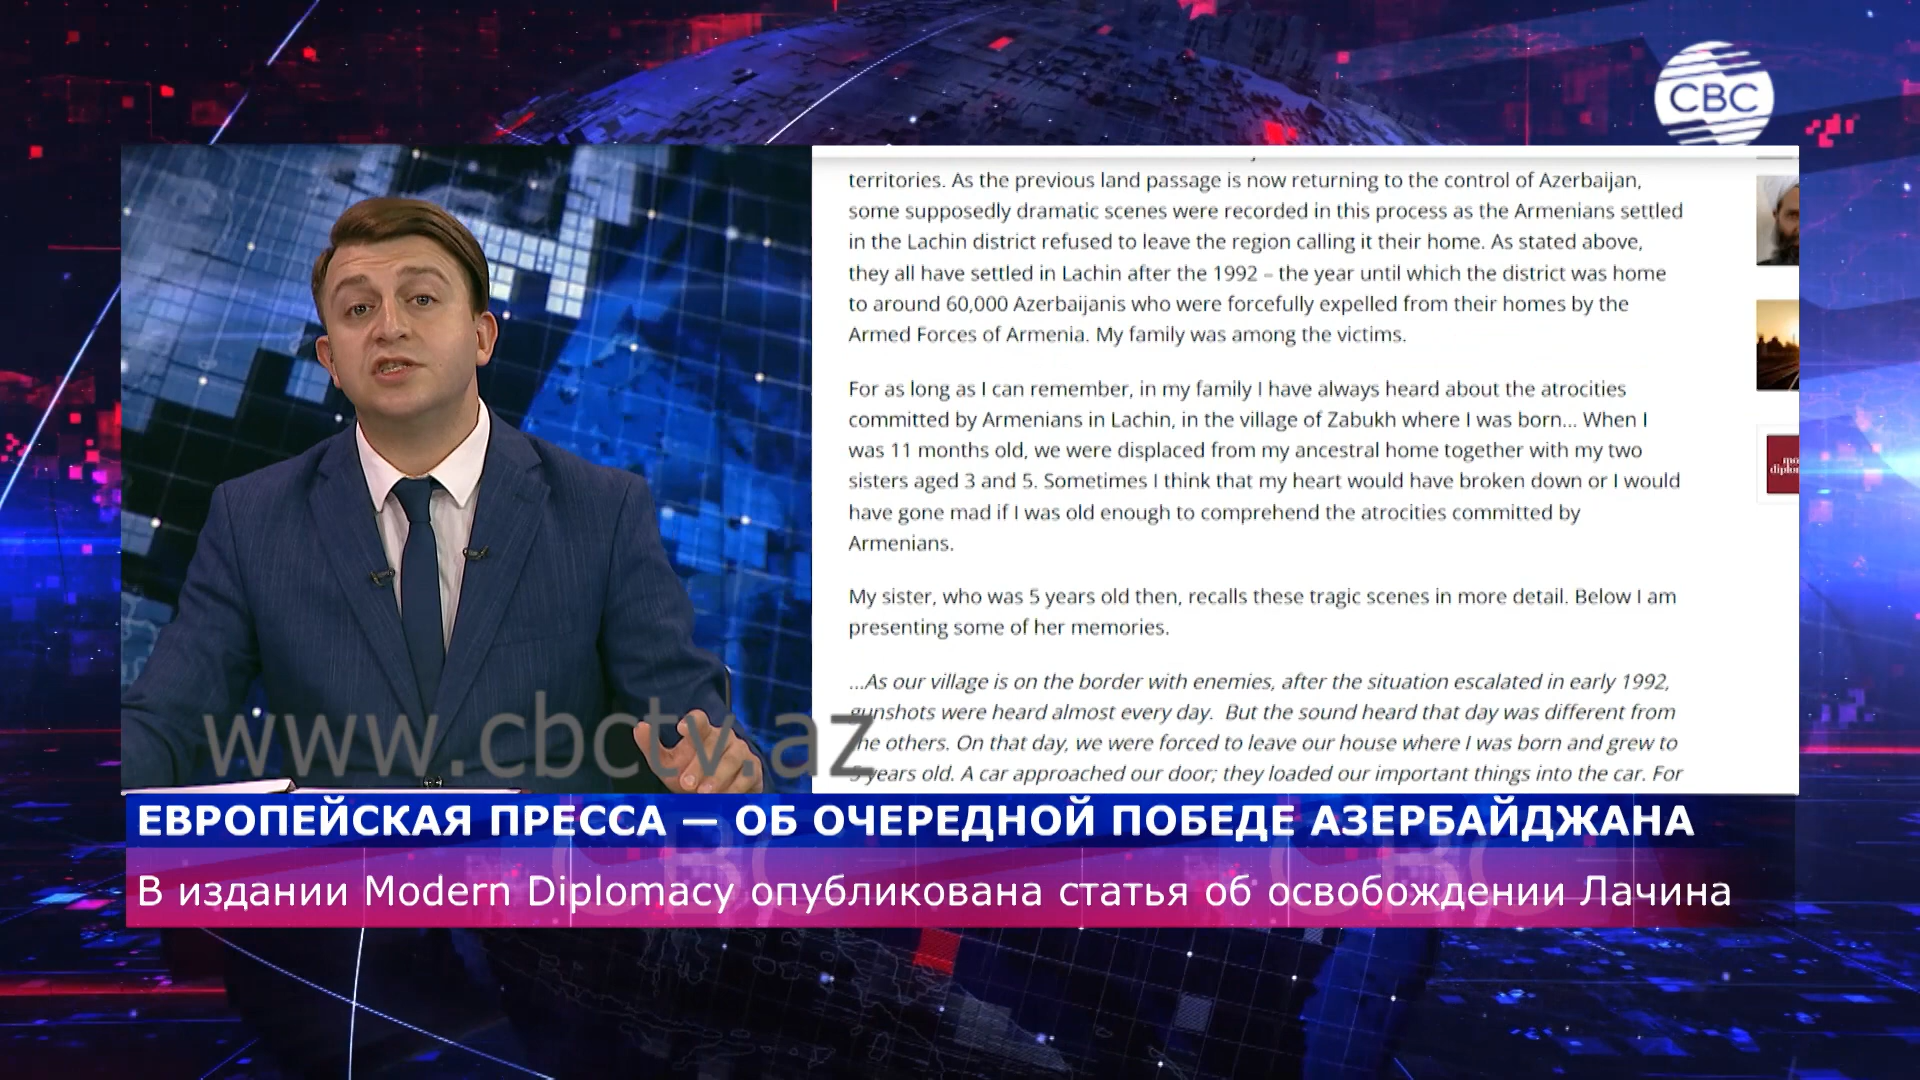 CBC
territories. As the previous land passage is now returning to the control of Azerbaijan,
some supposedly dramatic scenes were recorded in this process as the Armenians settled
in the Lachin district refused to leave the region calling it their home. As stated above,
they all have settled in Lachin after the 1992 – the year until which the district was home
to around 60,000 Azerbaijanis who were forcefully expelled from their homes by the
Armed Forces of Armenia. My family was among the victims.
For as long as I can remember, in my family I have always heard about the atrocities
committed by Armenians in Lachin, in the village of Zabukh where I was born... When I
was 11 months old, we were displaced from my ancestral home together with my two
sisters aged 3 and 5. Sometimes I think that my heart would have broken down or I would
have gone mad if I was old enough to comprehend the atrocities committed by
Armenians.
My sister, who was 5 years old then, recalls these tragic scenes in more detail. Below I am
presenting some of her memories.
...As our village is on the border with enemies, after the situation escalated in early 1992,
gunshots were heard almost every day. But the sound heard that day was different from
the others. On that day, we were forced to leave our house where I was born and grew to
5 years old. A car approached our door; they loaded our important things into the car. For
www.cbctv.az
ЕВРОПЕЙСКАЯ ПРЕССА — ОБ ОЧЕРЕДНОЙ ПОБЕДЕ АЗЕРБАЙДЖАНА
В издании Modern Diplomacy опубликована статья об освобождении Лачина